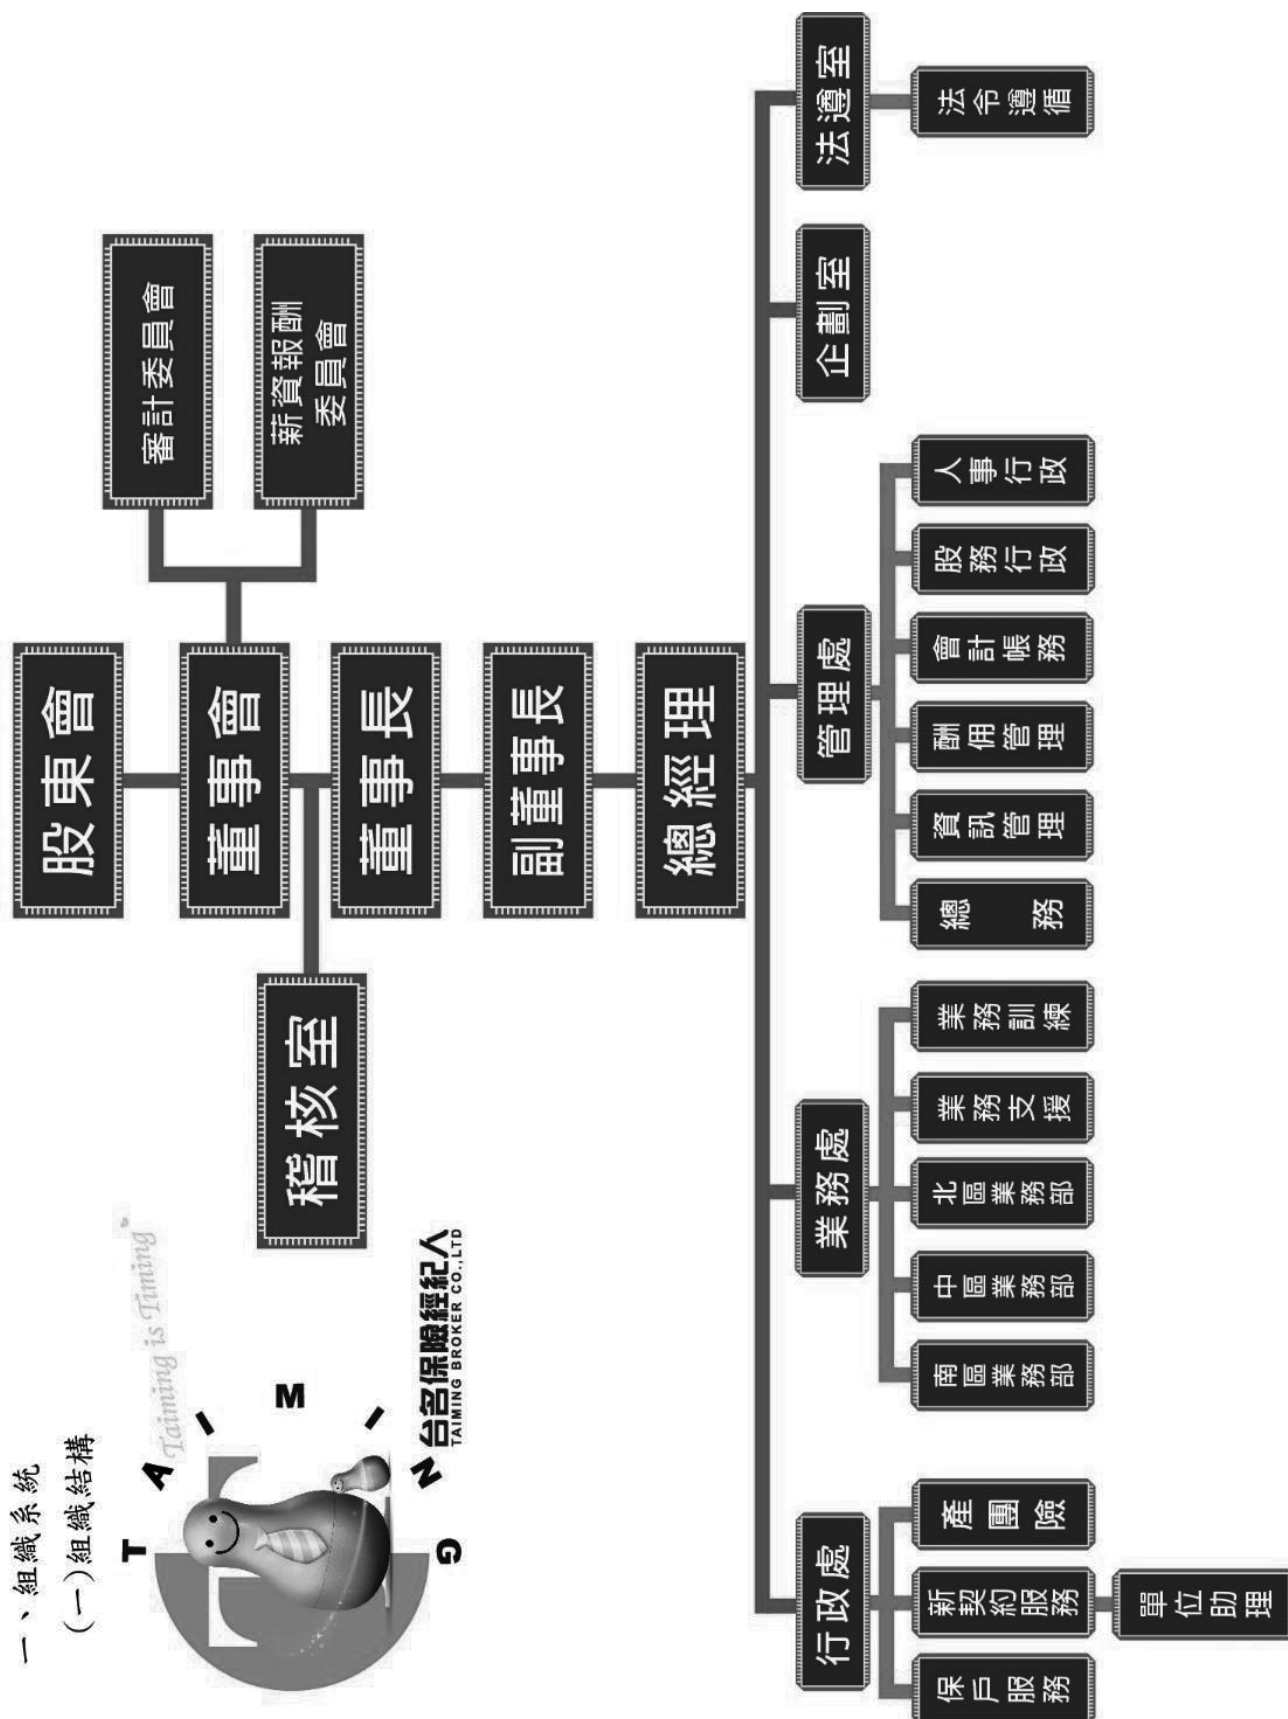 一、組織系統
(一)組織結構
Taiming is Timing
T
A
I
M
I
N
G
台名保險經紀人
TAIMING BROKER CO.,LTD
股東會
董事會
審計委員會
薪資報酬
委員會
稽核室
董事長
副董事長
總經理
行政處
業務處
管理處
企劃室
法遵室
保戶服務
新契約服務
產團險
南區業務部
中區業務部
北區業務部
業務支援
業務訓練
總務
資訊管理
酬佣管理
會計帳務
股務行政
人事行政
法令遵循
單位助理